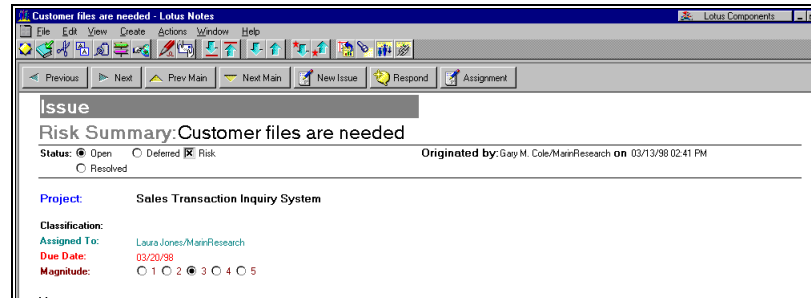 Customer files are needed - Lotus Notes Lotus Components
File Edit View Create Actions Window Help
Previous Next Prev Main Next Main New Issue Respond Assignment
Issue
Risk Summary:Customer files are needed
Status: Open Deferred Risk Originated by: Gary M. Cole/MarinResearch on 03/13/98 02:41 PM
Resolved
Project: Sales Transaction Inquiry System
Classification:
Assigned To: Laura Jones/MarinResearch
Due Date: 03/20/98
Magnitude: 1 2 3 4 5